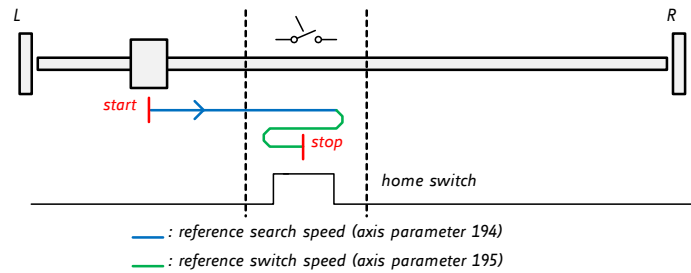 L
R
start
stop
home switch
: reference search speed (axis parameter 194)
: reference switch speed (axis parameter 195)